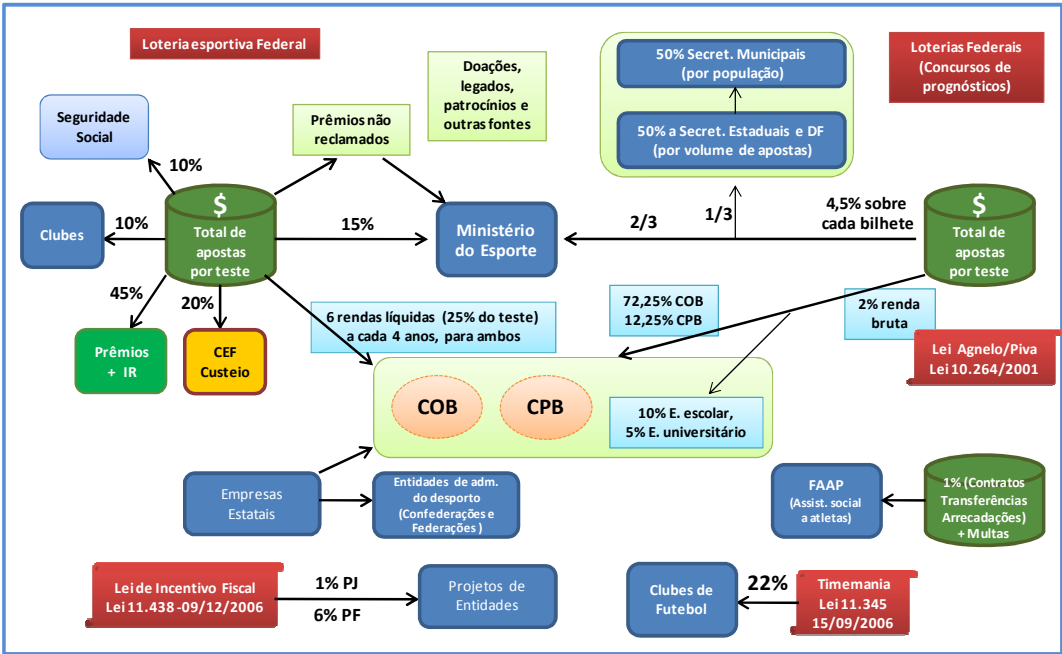 Loteria esportiva Federal
Doações,
legados,
patrocínios e
outras fontes
50% Secret. Municipais
(por população)
50% a Secret. Estaduais e DF
(por volume de apostas)
Loterias Federais
(Concursos de
prognósticos)
Seguridade
Social
Prêmios não
reclamados
10%
$
Total de
apostas
por teste
10%
Clubes
15%
Ministério
do Esporte
2/3
1/3
4,5% sobre
cada bilhete
$
Total de
apostas
por teste
45%
20%
Prêmios
+ IR
CEF
Custeio
6 rendas líquidas (25% do teste)
a cada 4 anos, para ambos
72,25% COB
12,25% CPB
2% renda
bruta
Lei Agnelo/Piva
Lei 10.264/2001
COB
CPB
10% E. escolar,
5% E. universitário
Empresas
Estatais
Entidades de adm.
do desporto
(Confederações e
Federações )
FAAP
(Assist. social
a atletas)
1% (Contratos
Transferências
Arrecadações)
+ Multas
Lei de Incentivo Fiscal
Lei 11.438 -09/12/2006
1% PJ
6% PF
Projetos de
Entidades
Clubes de
Futebol
22%
Timemania
Lei 11.345
15/09/2006